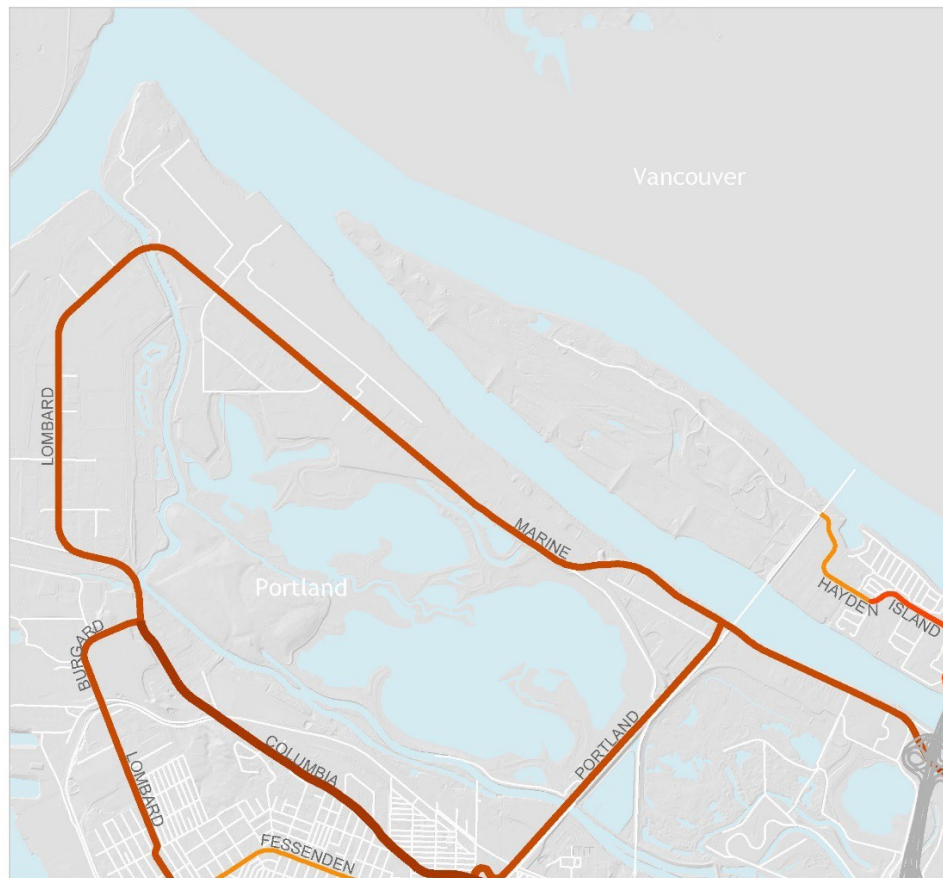 Vancouver
LOMBARD
MARINE
Portland
HAYDEN
ISLAND
BURGARD
PORTLAND
COLUMBIA
LOMBARD
FESSENDEN